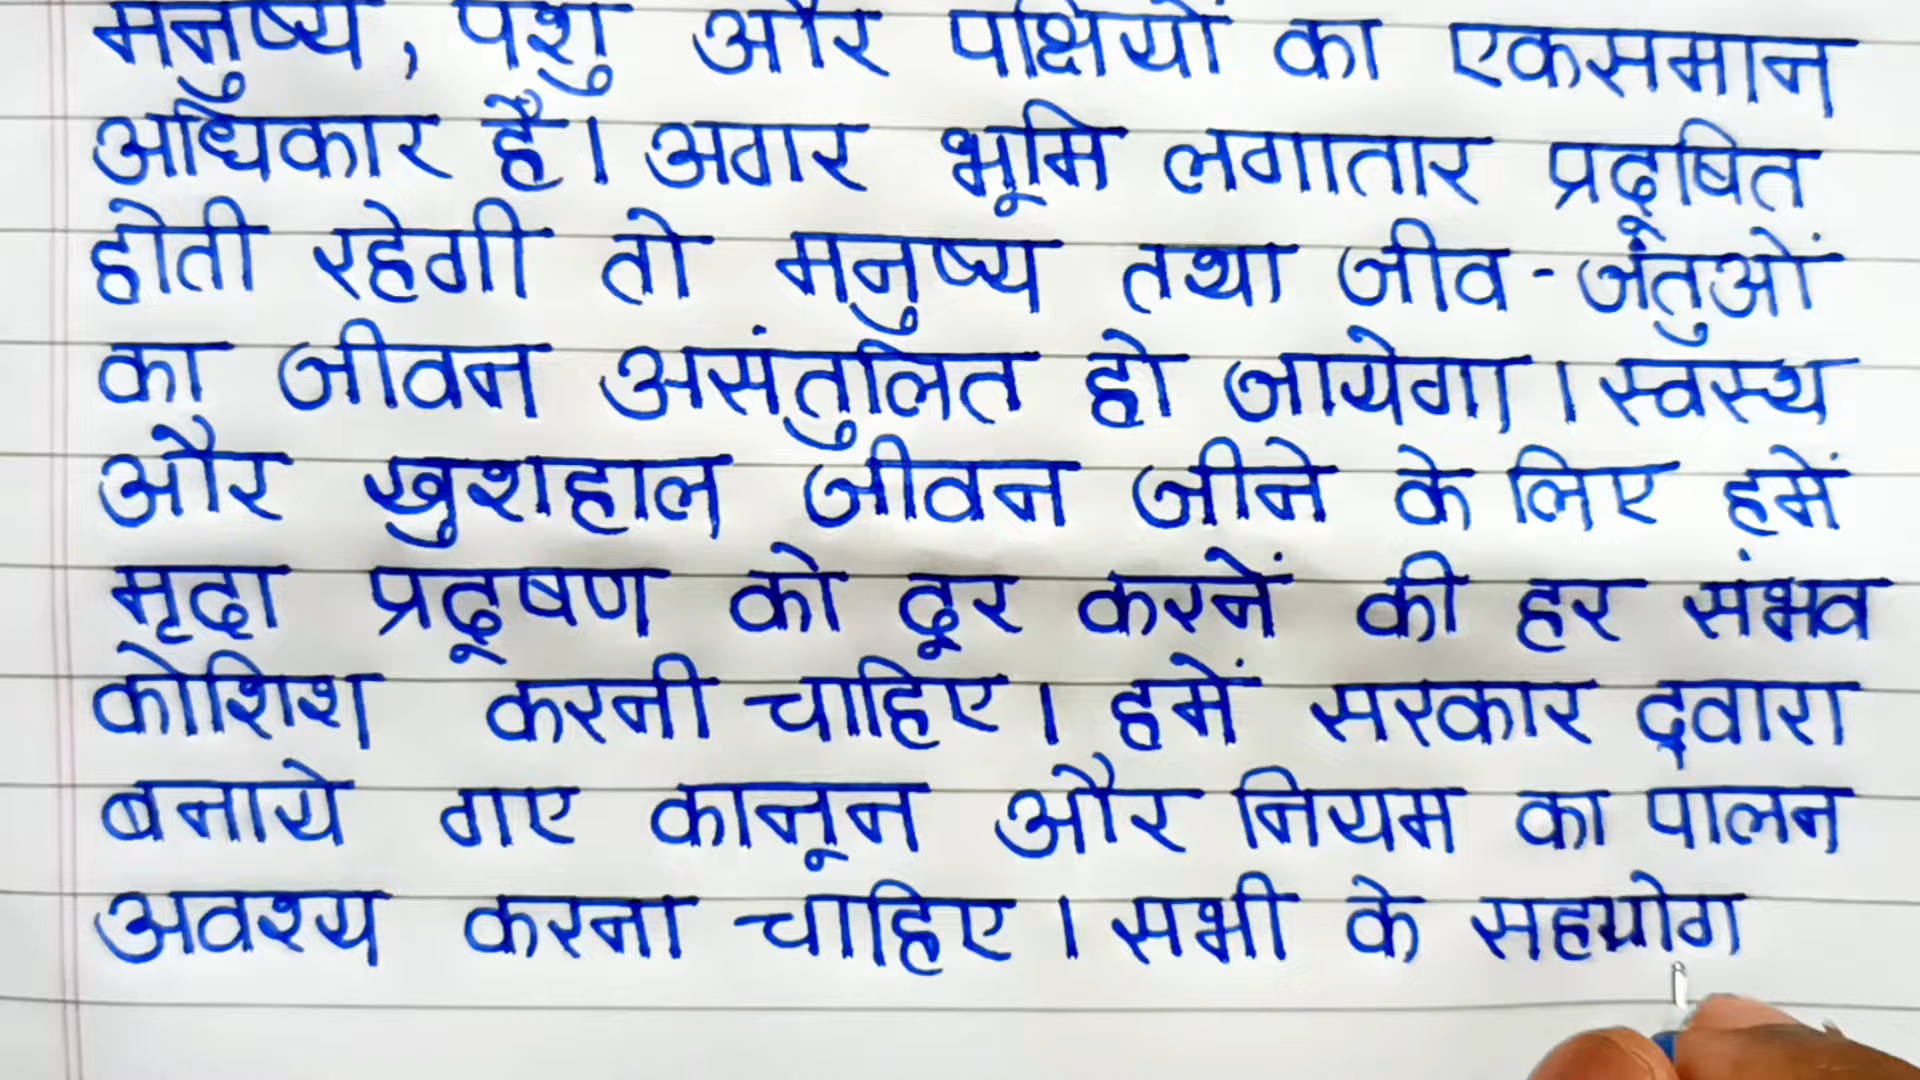 मनुष्य, पशु और पक्षियों का एकसमान
अधिकार है। अगर भूमि लगातार प्रदूषित
होती रहेगी तो मनुष्य तथा जीव-जंतुओं
का जीवन असंतुलित हो जायेगा। स्वस्थ
और खुशहाल जीवन जीने के लिए हमें
मृदा प्रदूषण को दूर करनें की हर संभव
कोशिश करनी चाहिए। हमें सरकार द्वारा
बनाये गए कानून और नियम का पालन
अवश्य करना चाहिए। सभी के सहयोग